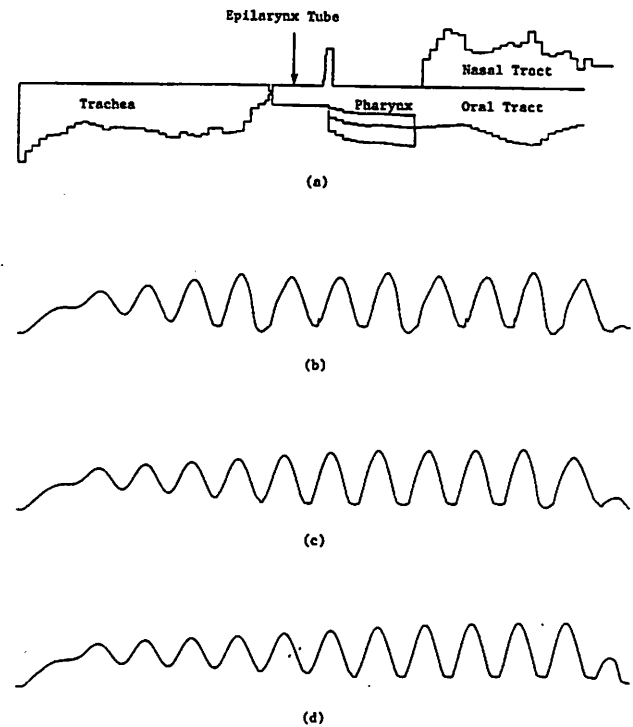 Epilarynx Tube
Nasal Tract
Trachea
Pharynx
Oral Tract
(a)
(b)
(c)
(d)